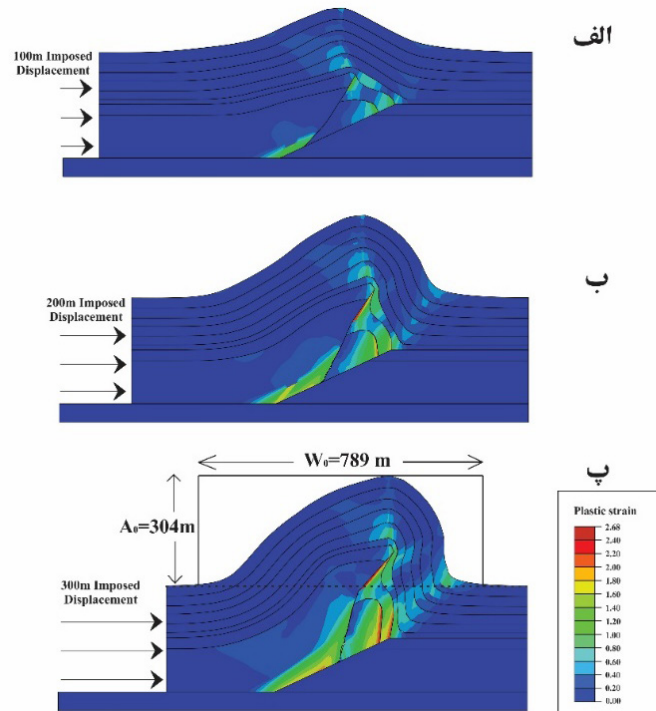 الف
100m Imposed
Displacement
ب
200m Imposed
Displacement
پ
W₀=789 m
A₀=304m
300m Imposed
Displacement
Plastic strain
2.68
2.40
2.20
2.00
1.80
1.60
1.40
1.20
1.00
0.80
0.60
0.40
0.20
0.00